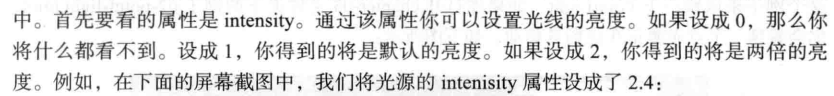 中。首先要看的属性是 intensity。通过该属性你可以设置光线的亮度。如果设成 0，那么你
将什么都看不到。设成 1，你得到的将是默认的亮度。如果设成 2，你得到的将是两倍的亮
度。例如，在下面的屏幕截图中，我们将光源的 intenisity 属性设成了 2.4：